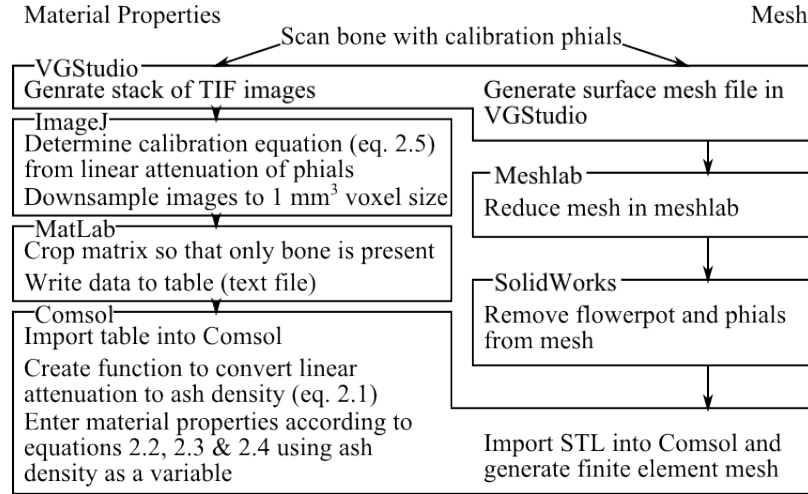 Material Properties
Mesh
Scan bone with calibration phials
VGStudio
Genrate stack of TIF images
Generate surface mesh file in
VGStudio
ImageJ
Determine calibration equation (eq. 2.5)
from linear attenuation of phials
Downsample images to 1 mm³ voxel size
Meshlab
Reduce mesh in meshlab
MatLab
Crop matrix so that only bone is present
Write data to table (text file)
SolidWorks
Remove flowerpot and phials
from mesh
Comsol
Import table into Comsol
Create function to convert linear
attenuation to ash density (eq. 2.1)
Enter material properties according to
equations 2.2, 2.3 & 2.4 using ash
density as a variable
Import STL into Comsol and
generate finite element mesh